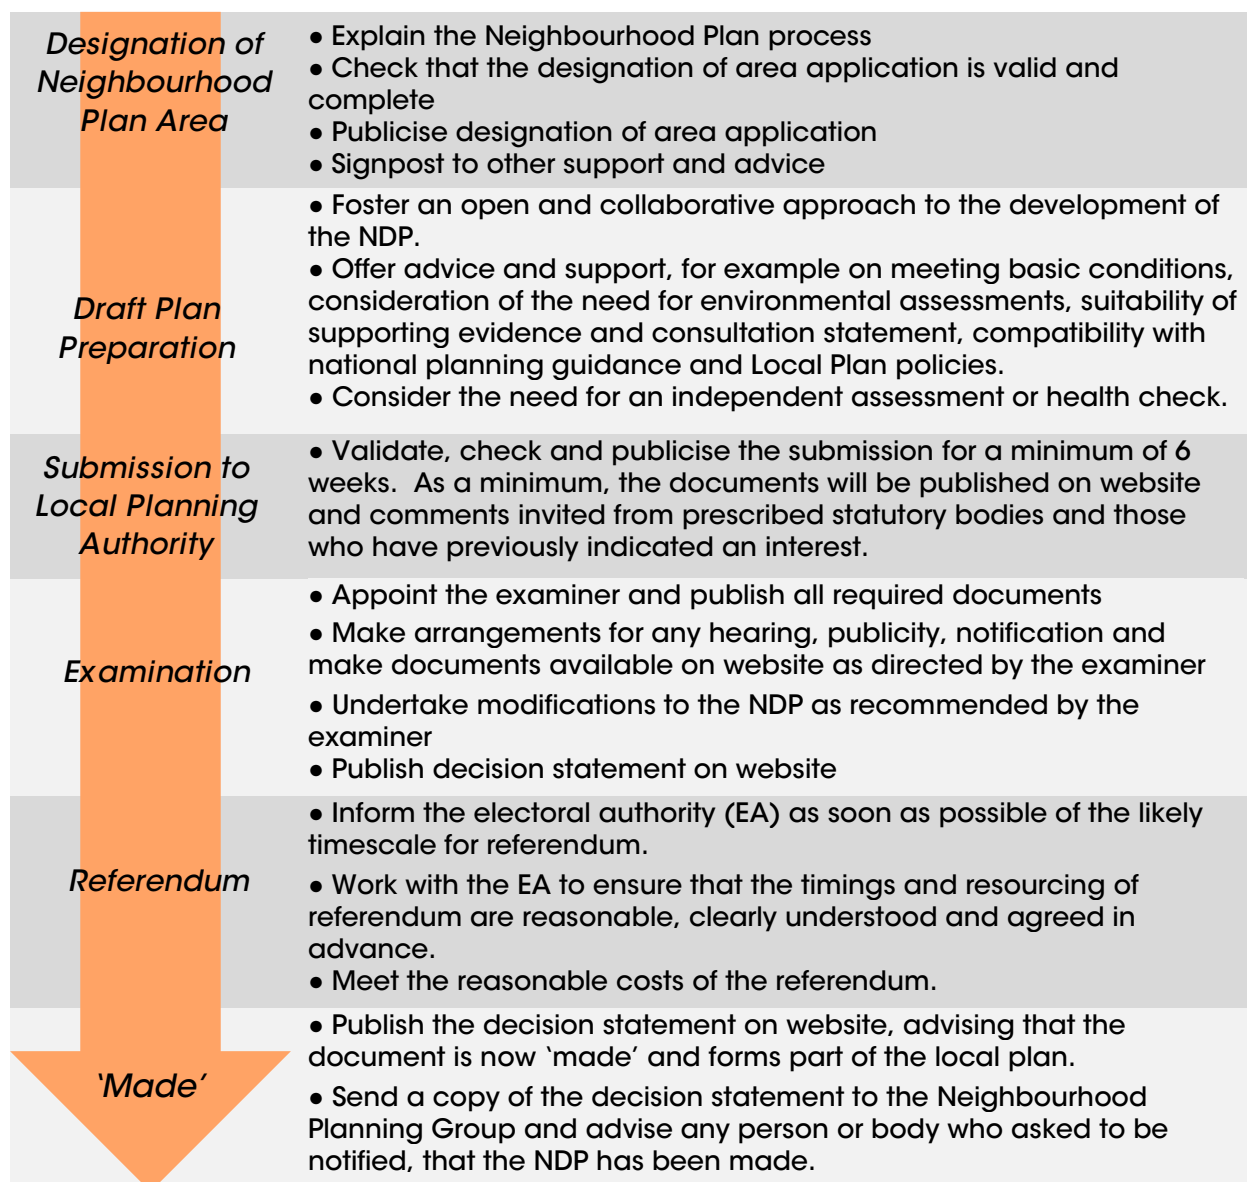 Designation of
Neighbourhood
Plan Area
● Explain the Neighbourhood Plan process
● Check that the designation of area application is valid and
complete
● Publicise designation of area application
● Signpost to other support and advice
Draft Plan
Preparation
● Foster an open and collaborative approach to the development of
the NDP.
● Offer advice and support, for example on meeting basic conditions,
consideration of the need for environmental assessments, suitability of
supporting evidence and consultation statement, compatibility with
national planning guidance and Local Plan policies.
● Consider the need for an independent assessment or health check.
Submission to
Local Planning
Authority
● Validate, check and publicise the submission for a minimum of 6
weeks.  As a minimum, the documents will be published on website
and comments invited from prescribed statutory bodies and those
who have previously indicated an interest.
Examination
● Appoint the examiner and publish all required documents
● Make arrangements for any hearing, publicity, notification and
make documents available on website as directed by the examiner
● Undertake modifications to the NDP as recommended by the
examiner
● Publish decision statement on website
Referendum
● Inform the electoral authority (EA) as soon as possible of the likely
timescale for referendum.
● Work with the EA to ensure that the timings and resourcing of
referendum are reasonable, clearly understood and agreed in
advance.
● Meet the reasonable costs of the referendum.
‘Made’
● Publish the decision statement on website, advising that the
document is now ‘made’ and forms part of the local plan.
● Send a copy of the decision statement to the Neighbourhood
Planning Group and advise any person or body who asked to be
notified, that the NDP has been made.